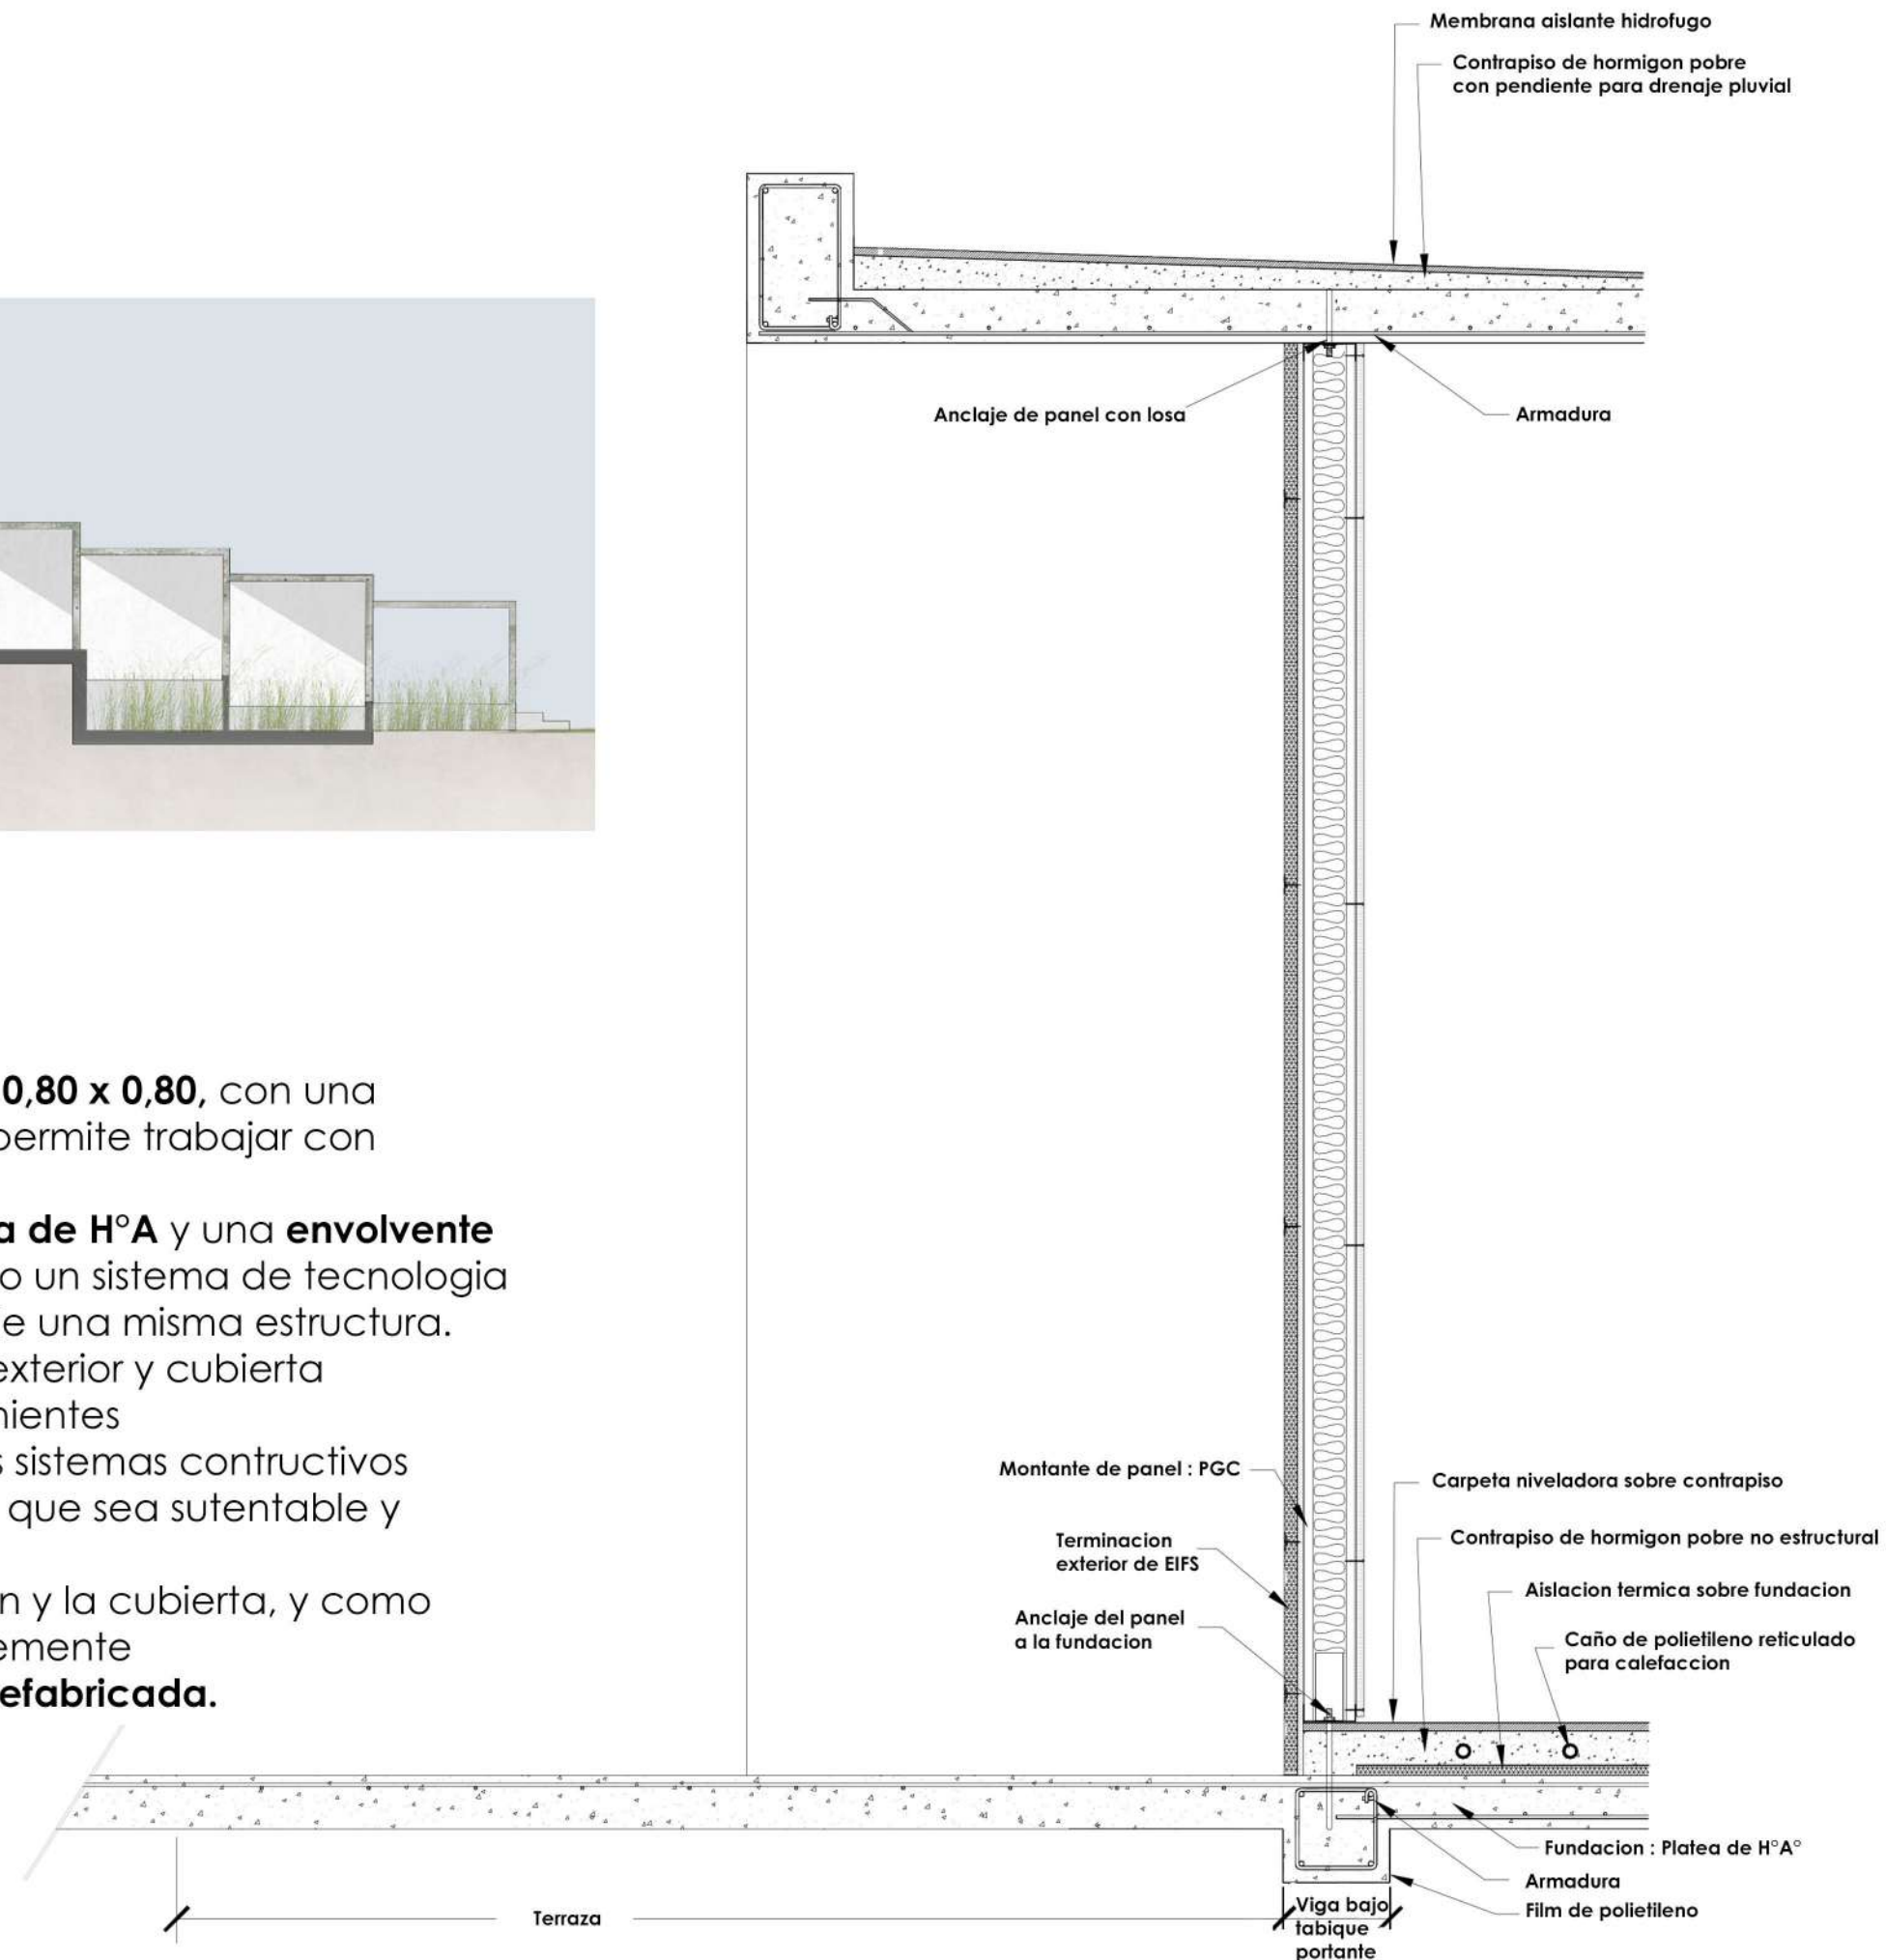 Membrana aislante hidrofugo
Contrapiso de hormigon pobre
con pendiente para drenaje pluvial
Anclaje de panel con losa
Armadura
0,80 x 0,80, con una
permite trabajar con
de H°A y una envolvente
un sistema de tecnologia
una misma estructura.
exterior y cubierta
sistemas contructivos
que sea sutentable y
y la cubierta, y como
Montante de panel : PGC
Terminacion
exterior de EIFS
Anclaje del panel
a la fundacion
Carpeta niveladora sobre contrapiso
Contrapiso de hormigon pobre no estructural
Aislacion termica sobre fundacion
Caño de polietileno reticulado
para calefaccion
Fundacion : Platea de H°A°
Armadura
Film de polietileno
Terraza
Viga bajo
tabique
portante